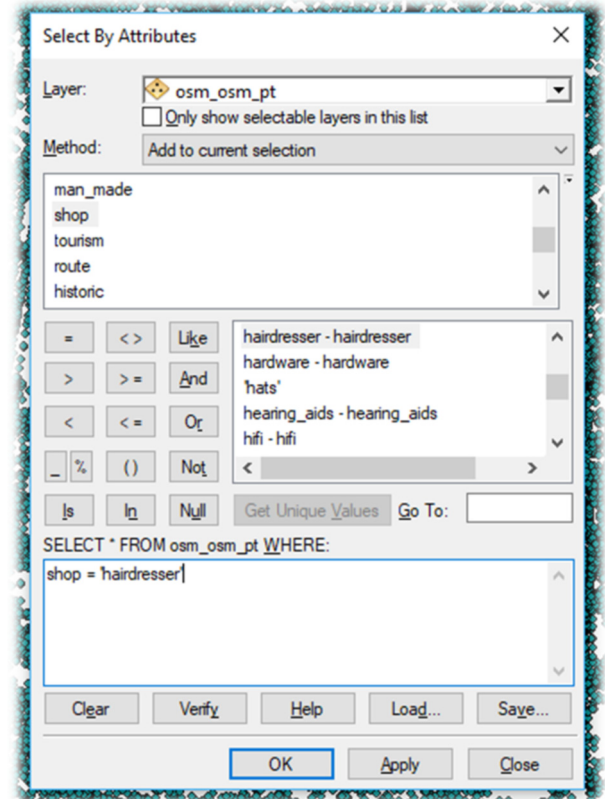 Select By Attributes
Layer: osm_osm_pt
Only show selectable layers in this list
Method: Add to current selection
man_made
shop
tourism
route
historic
= <> Like
> >= And
< <= Or
_ % () Not
Is In Null
hairdresser - hairdresser
hardware - hardware
'hats'
hearing_aids - hearing_aids
hifi - hifi
Get Unique Values Go To:
SELECT * FROM osm_osm_pt WHERE:
shop = 'hairdresser'
Clear Verify Help Load... Save...
OK Apply Close